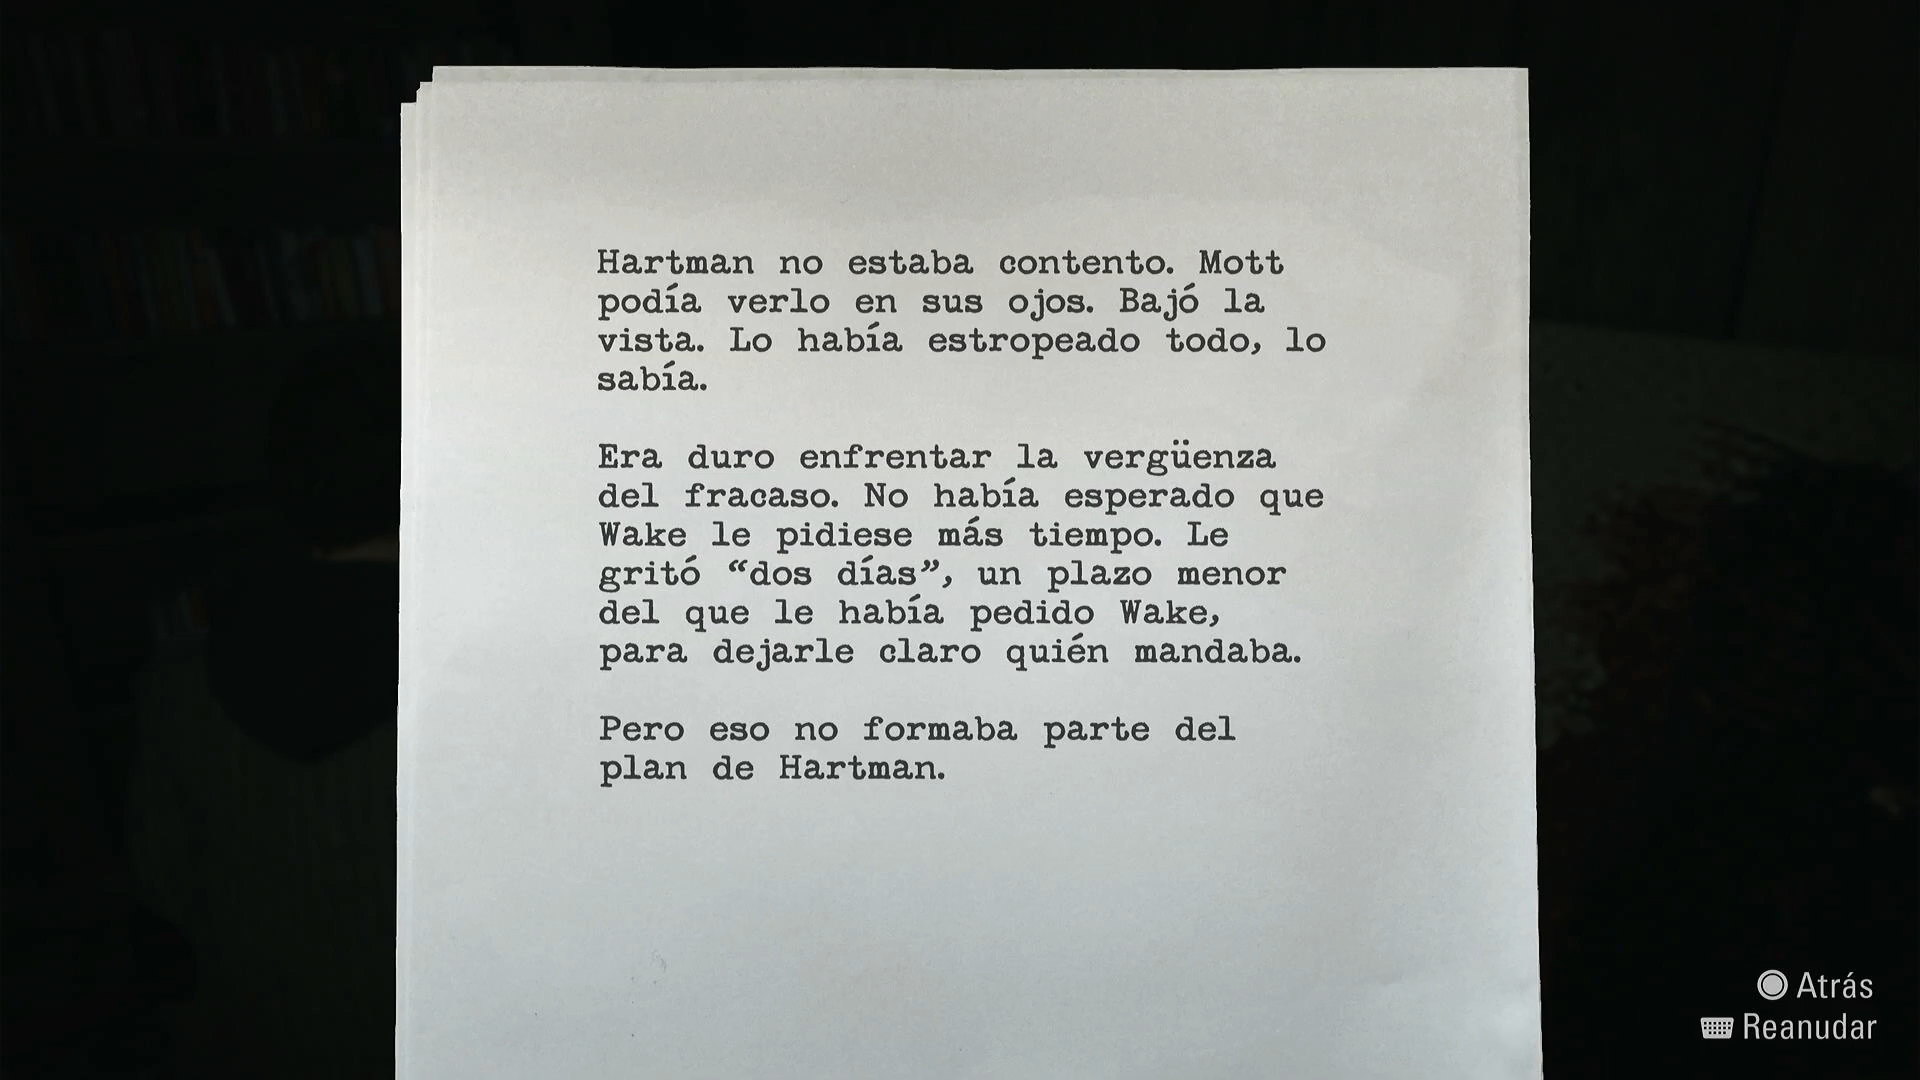 Hartman no estaba contento. Mott
podía verlo en sus ojos. Bajó la
vista. Lo había estropeado todo, lo
sabía.
Era duro enfrentar la vergüenza
del fracaso. No había esperado que
Wake le pidiese más tiempo. Le
gritó “dos días”, un plazo menor
del que le había pedido Wake,
para dejarle claro quién mandaba.
Pero eso no formaba parte del
plan de Hartman.
Atrás
Reanudar